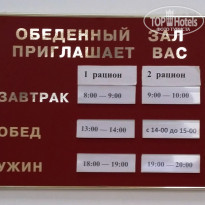 TopHotels
ОБЕДЕННЫЙ ЗАЛ
ПРИГЛАШАЕТ ВАС
1 рацион 2 рацион
ЗАВТРАК 8:00 — 9:00 9:00 — 10:00
ОБЕД 13:00 — 14:00 с 14-00 до 15-00
УЖИН 18:00 — 19:00 19:00 — 20:00